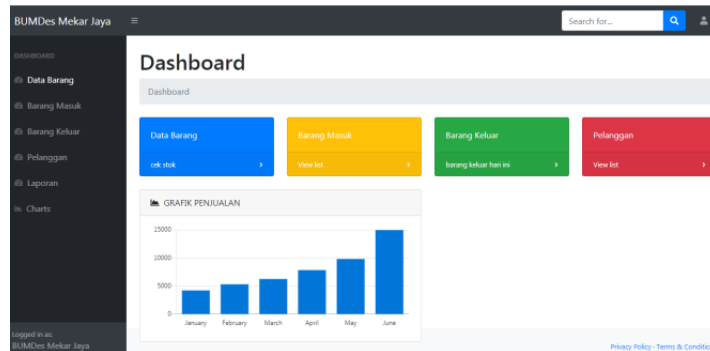 BUMDes Mekar Jaya
Search for...
DASHBOARD
Data Barang
Barang Masuk
Barang Keluar
Pelanggan
Laporan
Charts
Logged in as:
BUMDes Mekar Jaya
Dashboard
Dashboard
Data Barang
cek stok
Barang Masuk
View list
Barang Keluar
barang keluar hari ini
Pelanggan
View list
GRAFIK PENJUALAN
15000
10000
5000
0
January February March April May June
Privacy Policy · Terms & Conditio